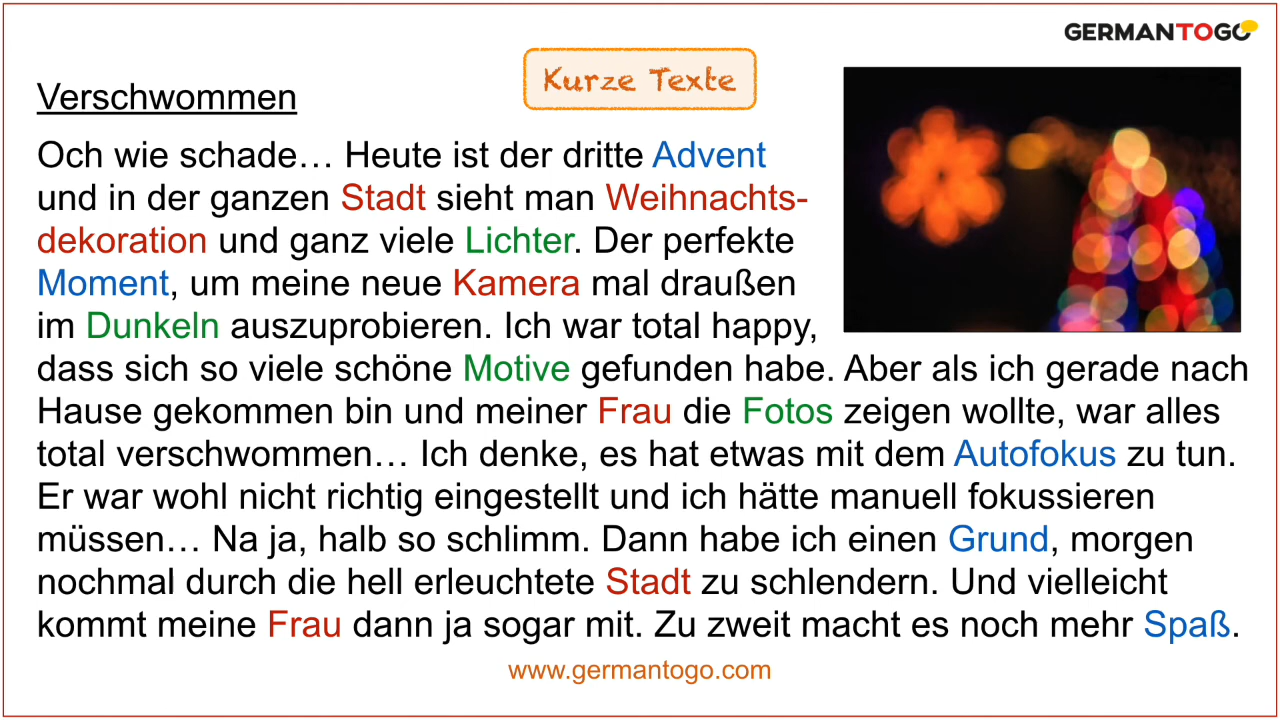 GERMANTOGO
Kurze Texte
Verschwommen
Och wie schade… Heute ist der dritte Advent
und in der ganzen Stadt sieht man Weihnachts-
dekoration und ganz viele Lichter. Der perfekte
Moment, um meine neue Kamera mal draußen
im Dunkeln auszuprobieren. Ich war total happy,
dass sich so viele schöne Motive gefunden habe. Aber als ich gerade nach
Hause gekommen bin und meiner Frau die Fotos zeigen wollte, war alles
total verschwommen… Ich denke, es hat etwas mit dem Autofokus zu tun.
Er war wohl nicht richtig eingestellt und ich hätte manuell fokussieren
müssen… Na ja, halb so schlimm. Dann habe ich einen Grund, morgen
nochmal durch die hell erleuchtete Stadt zu schlendern. Und vielleicht
kommt meine Frau dann ja sogar mit. Zu zweit macht es noch mehr Spaß.
www.germantogo.com